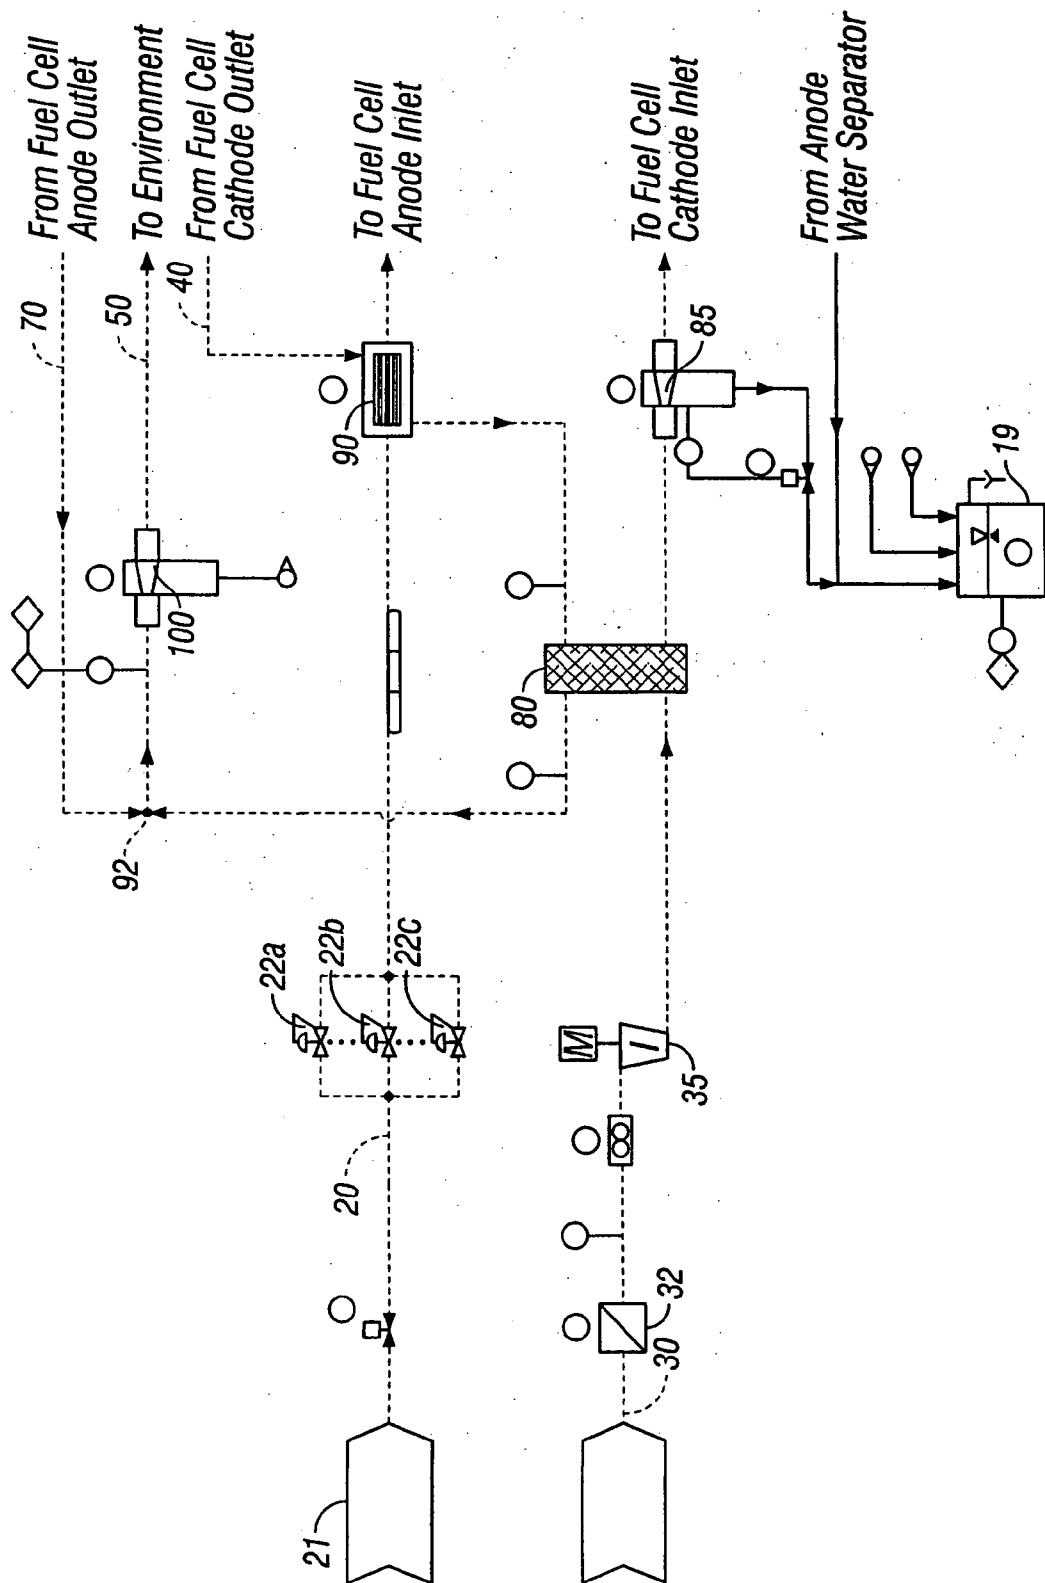 From Fuel Cell
Anode Outlet
To Environment
From Fuel Cell
Cathode Outlet
To Fuel Cell
Anode Inlet
To Fuel Cell
Cathode Inlet
From Anode
Water Separator
70
50
40
90
85
19
100
80
92
22a
22b
22c
M
35
20
32
30
21